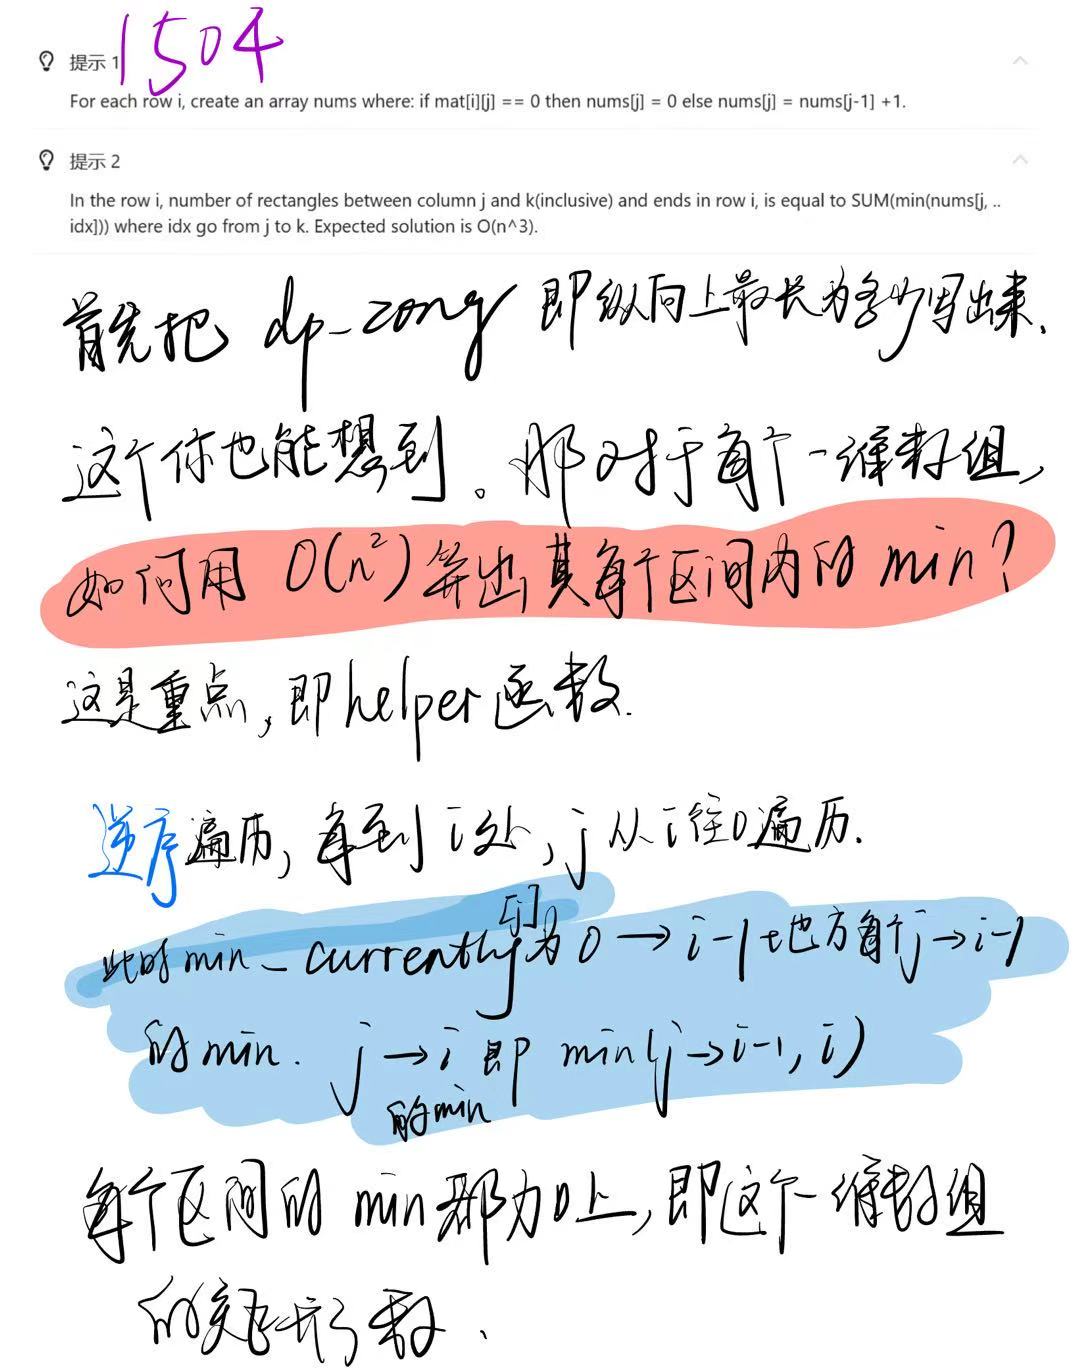 1504
提示 1
For each row i, create an array nums where: if mat[i][j] == 0 then nums[j] = 0 else nums[j] = nums[j-1] +1.
提示 2
In the row i, number of rectangles between column j and k(inclusive) and ends in row i, is equal to SUM(min(nums[j, ..
idx])) where idx go from j to k. Expected solution is O(n^3).
首先把 dp-zong 即纵向上最长为多少写出来.
这个你也能想到。那对于每个一维数组,
如何用 O(n²) 算出其每个区间内的 min?
这是重点,即helper函数.
逆序遍历,每到i处,j从i往0遍历.
此时min_currently[j]为0→i-1地方每个j→i-1
的min. j→i的min即 min(j→i-1, i)
每个区间的 min都加上,即这个一维数组
的矩形数.